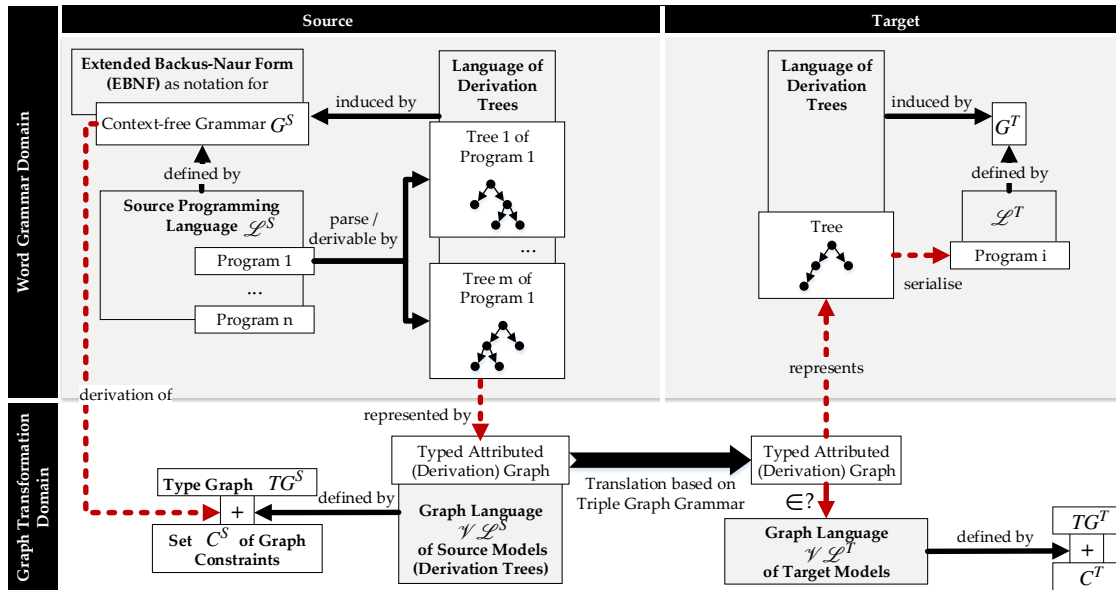 Source
Target
Word Grammar Domain
Extended Backus-Naur Form
(EBNF) as notation for
Context-free Grammar G^S
induced by
Language of
Derivation
Trees
Tree 1 of
Program 1
defined by
Source Programming
Language ℒ^S
Program 1
...
Program n
parse /
derivable by
...
Tree m of
Program 1
Language of
Derivation
Trees
induced by
G^T
defined by
ℒ^T
Program i
Tree
serialise
represents
derivation of
represented by
Graph Transformation
Domain
Typed Attributed
(Derivation) Graph
Translation based on
Triple Graph Grammar
Typed Attributed
(Derivation) Graph
Type Graph TG^S
+
Set C^S of Graph
Constraints
defined by
Graph Language
𝒱ℒ^S
of Source Models
(Derivation Trees)
∈?
Graph Language
𝒱ℒ^T
of Target Models
defined by
TG^T
+
C^T